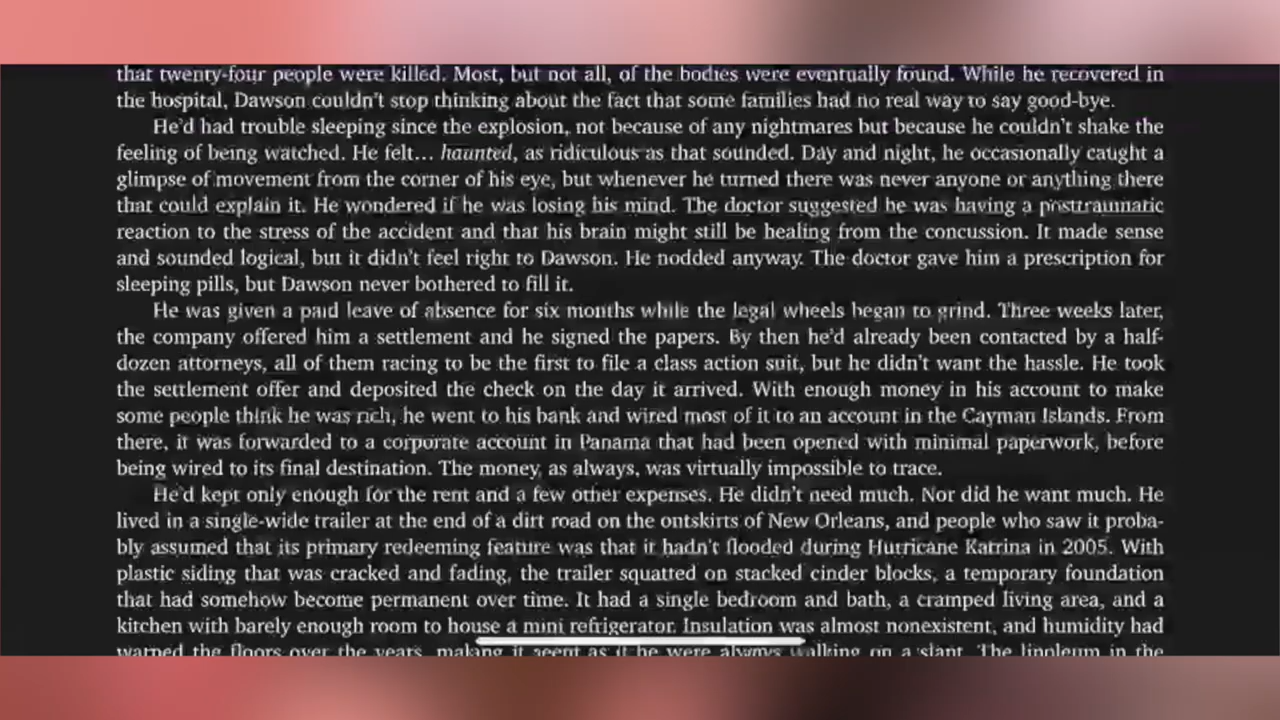 that twenty-four people were killed. Most, but not all, of the bodies were eventually found. While he recovered in
the hospital, Dawson couldn't stop thinking about the fact that some families had no real way to say good-bye.
He'd had trouble sleeping since the explosion, not because of any nightmares but because he couldn't shake the
feeling of being watched. He felt… haunted, as ridiculous as that sounded. Day and night, he occasionally caught a
glimpse of movement from the corner of his eye, but whenever he turned there was never anyone or anything there
that could explain it. He wondered if he was losing his mind. The doctor suggested he was having a posttraumatic
reaction to the stress of the accident and that his brain might still be healing from the concussion. It made sense
and sounded logical, but it didn't feel right to Dawson. He nodded anyway. The doctor gave him a prescription for
sleeping pills, but Dawson never bothered to fill it.
He was given a paid leave of absence for six months while the legal wheels began to grind. Three weeks later,
the company offered him a settlement and he signed the papers. By then he'd already been contacted by a half-
dozen attorneys, all of them racing to be the first to file a class action suit, but he didn't want the hassle. He took
the settlement offer and deposited the check on the day it arrived. With enough money in his account to make
some people think he was rich, he went to his bank and wired most of it to an account in the Cayman Islands. From
there, it was forwarded to a corporate account in Panama that had been opened with minimal paperwork, before
being wired to its final destination. The money, as always, was virtually impossible to trace.
He'd kept only enough for the rent and a few other expenses. He didn't need much. Nor did he want much. He
lived in a single-wide trailer at the end of a dirt road on the outskirts of New Orleans, and people who saw it proba-
bly assumed that its primary redeeming feature was that it hadn't flooded during Hurricane Katrina in 2005. With
plastic siding that was cracked and fading, the trailer squatted on stacked cinder blocks, a temporary foundation
that had somehow become permanent over time. It had a single bedroom and bath, a cramped living area, and a
kitchen with barely enough room to house a mini refrigerator. Insulation was almost nonexistent, and humidity had
warped the floors over the years, making it seem as if he were always walking on a slant. The linoleum in the